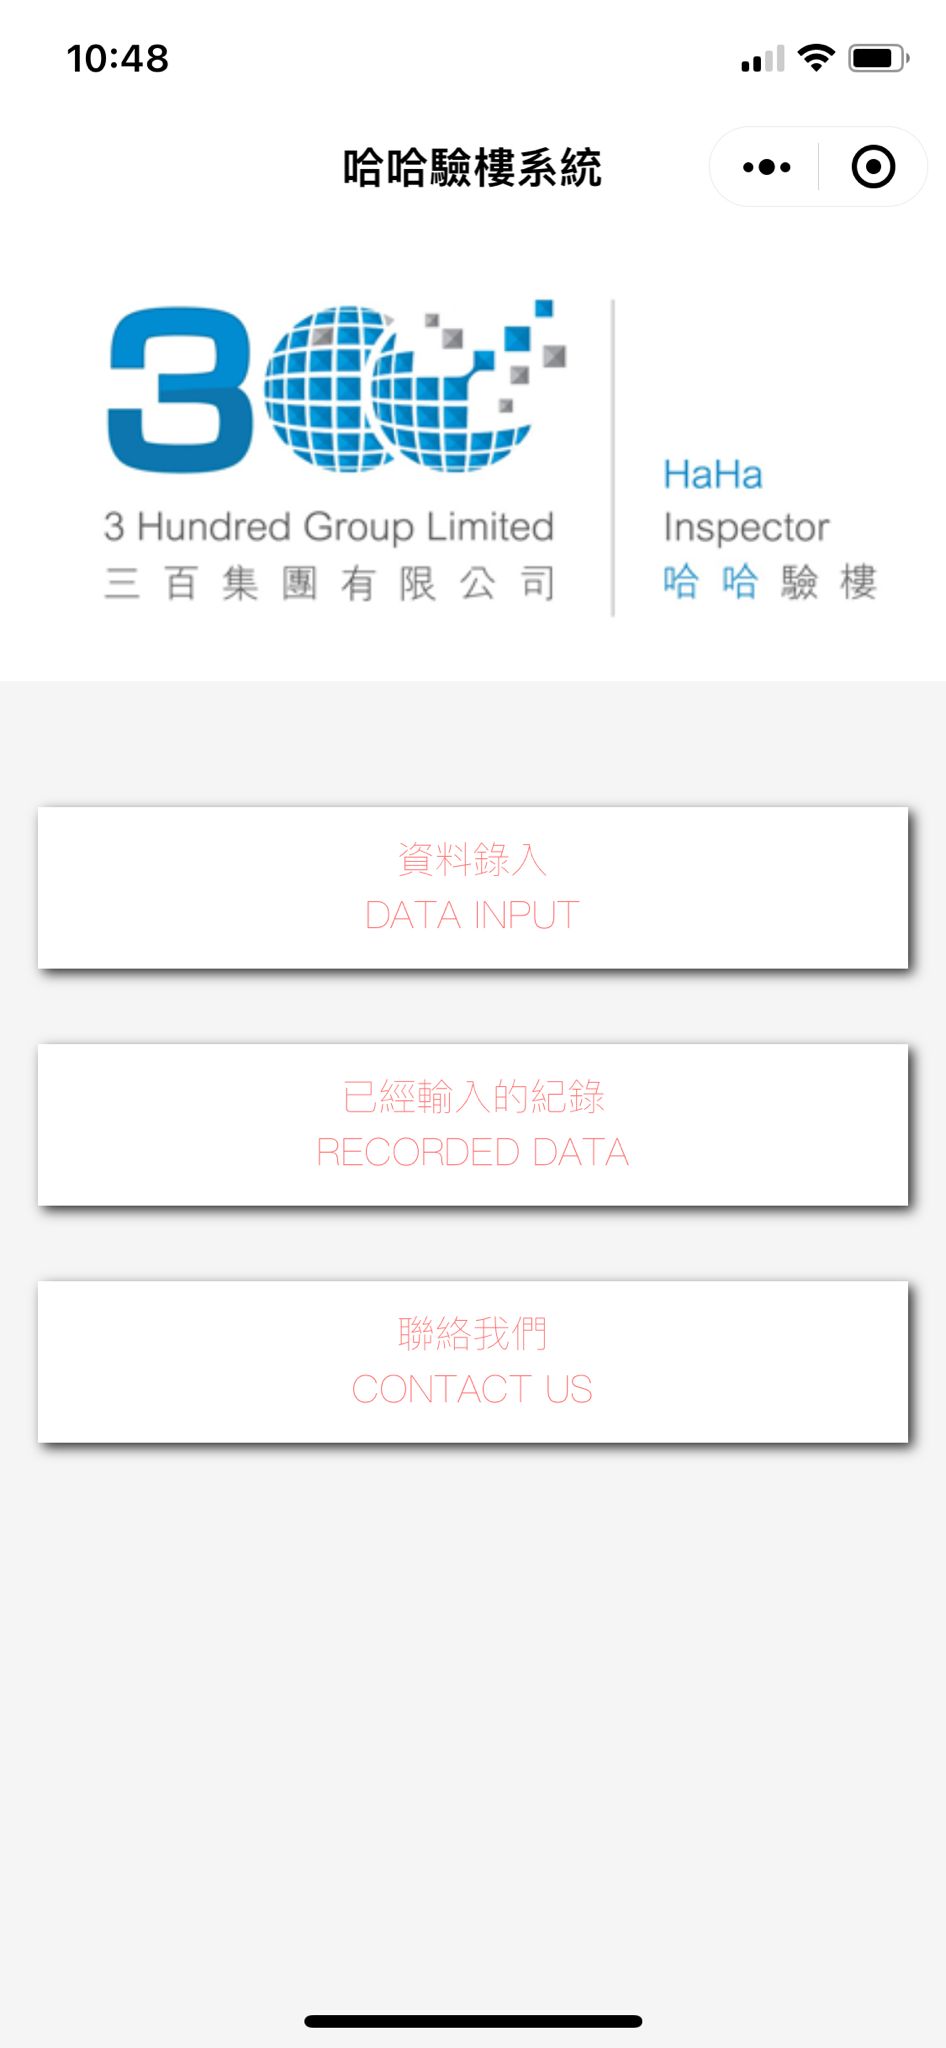 10:48
哈哈驗樓系統
300
3 Hundred Group Limited
三百集團有限公司
HaHa
Inspector
哈哈驗樓
資料錄入
DATA INPUT
已經輸入的紀錄
RECORDED DATA
聯絡我們
CONTACT US